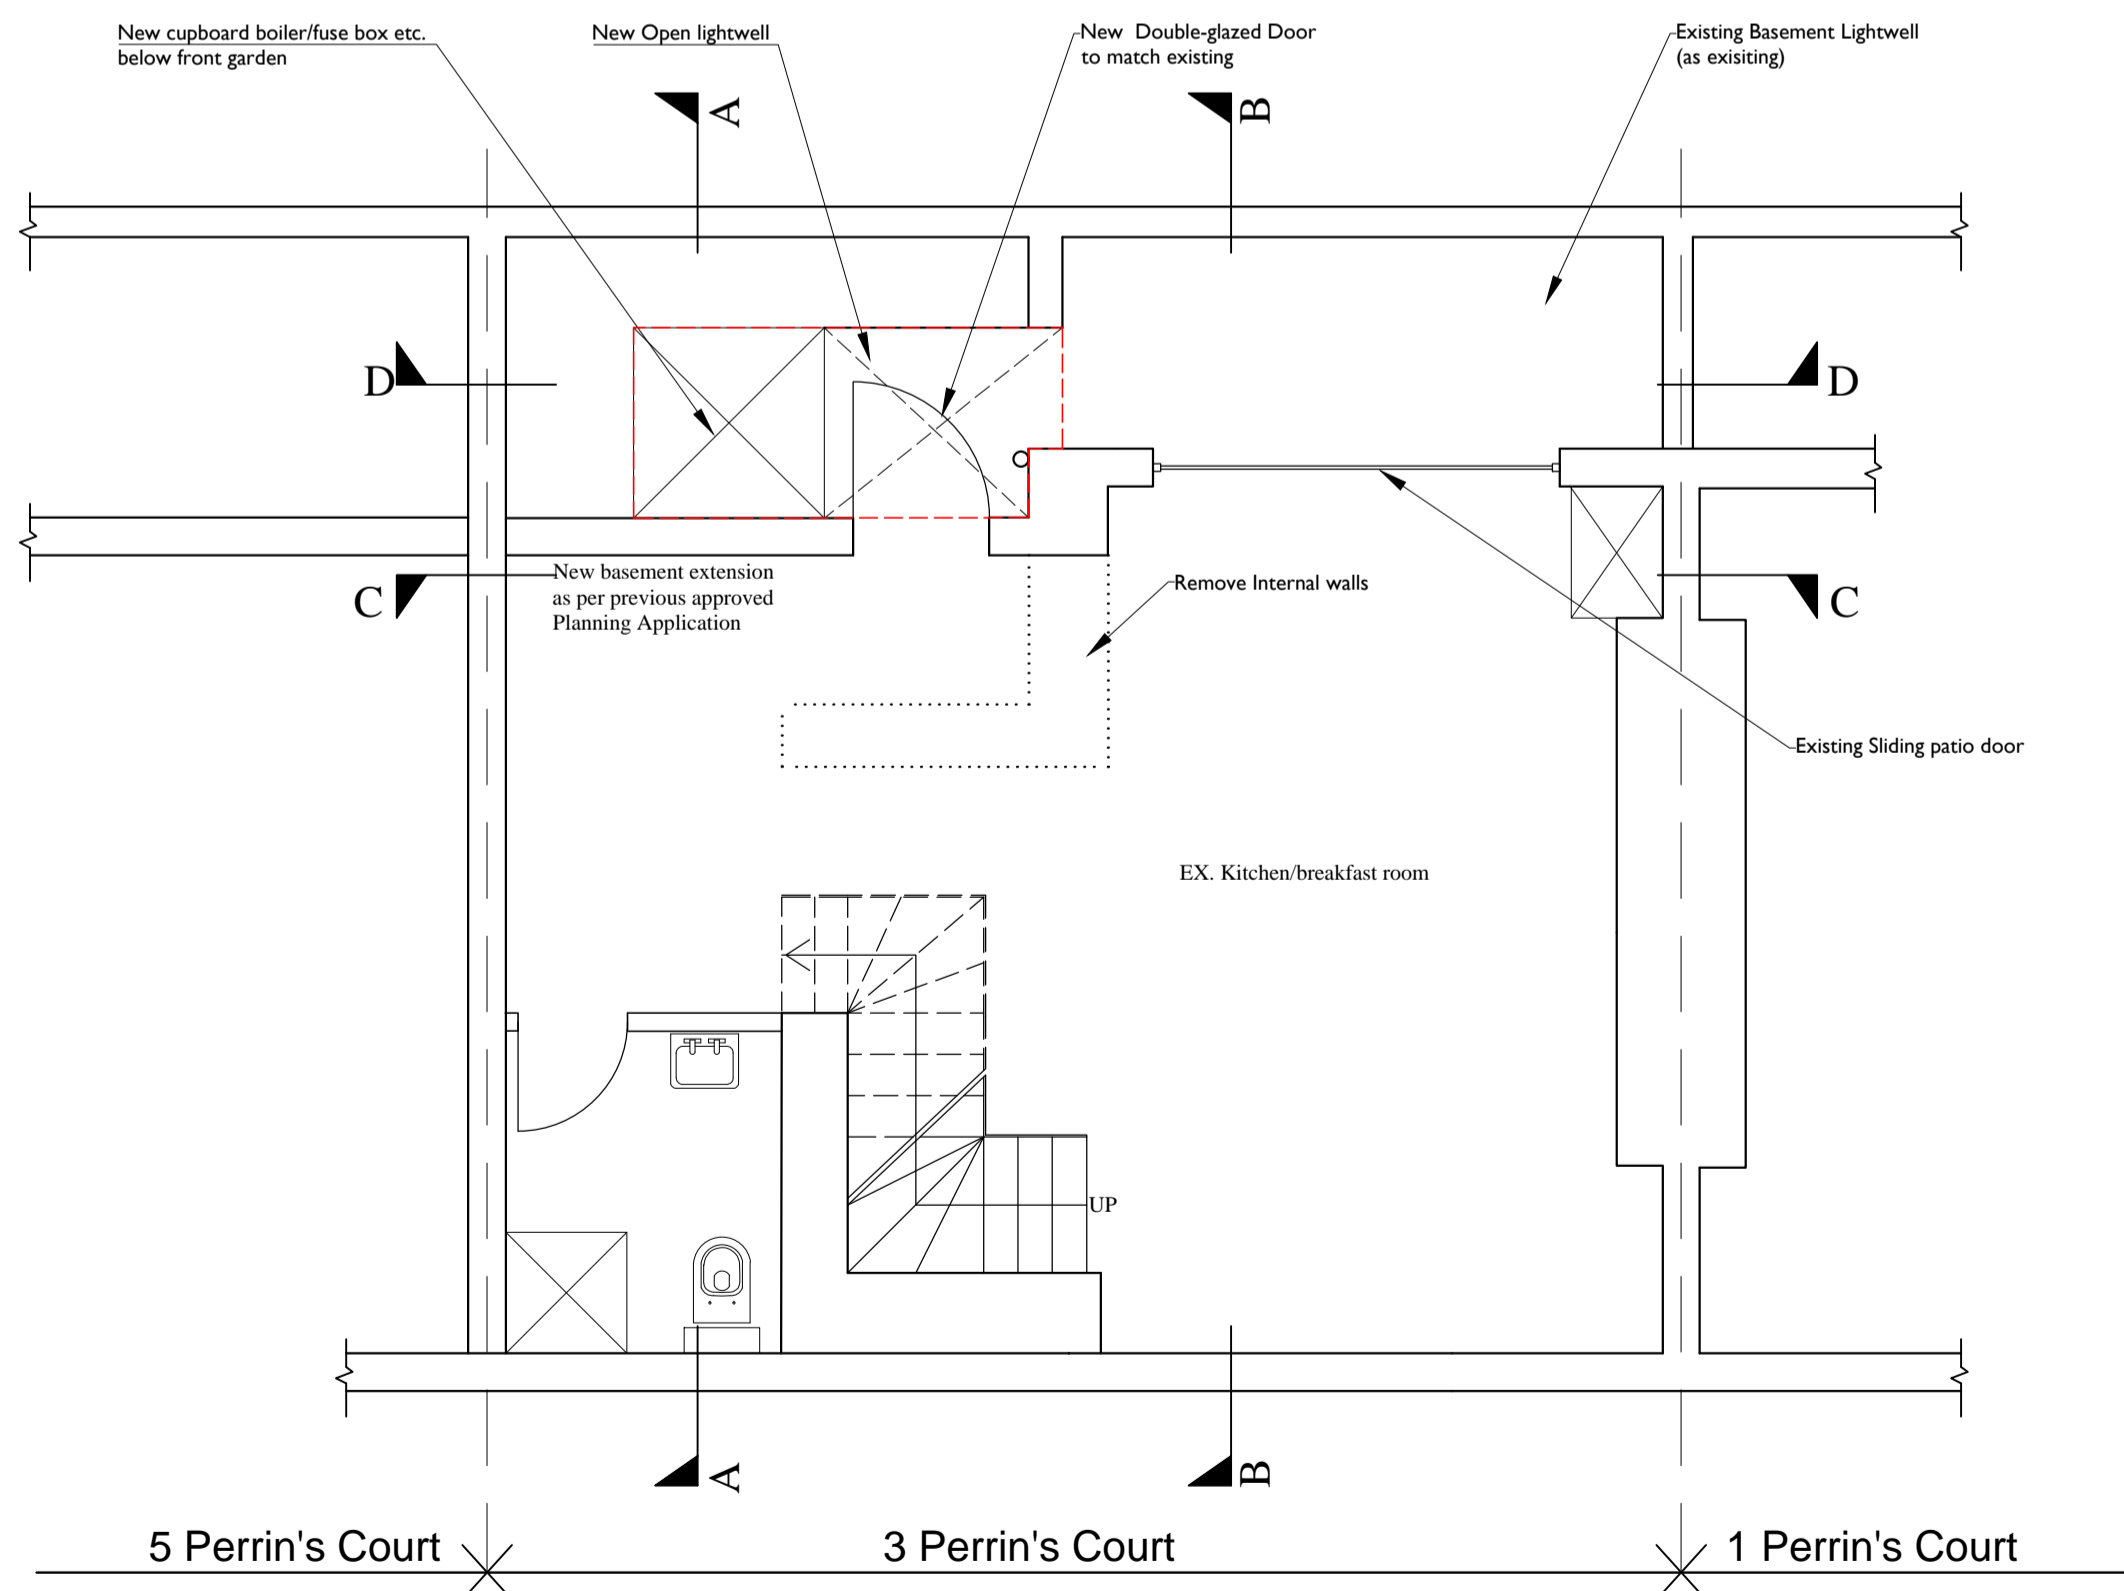 New cupboard boiler/fuse box etc.
below front garden
New Open lightwell
New Double-glazed Door
to match existing
Existing Basement Lightwell
(as exisiting)
A
B
D
D
C
C
New basement extension
as per previous approved
Planning Application
Remove Internal walls
Existing Sliding patio door
EX. Kitchen/breakfast room
UP
A
B
5 Perrin's Court
3 Perrin's Court
1 Perrin's Court